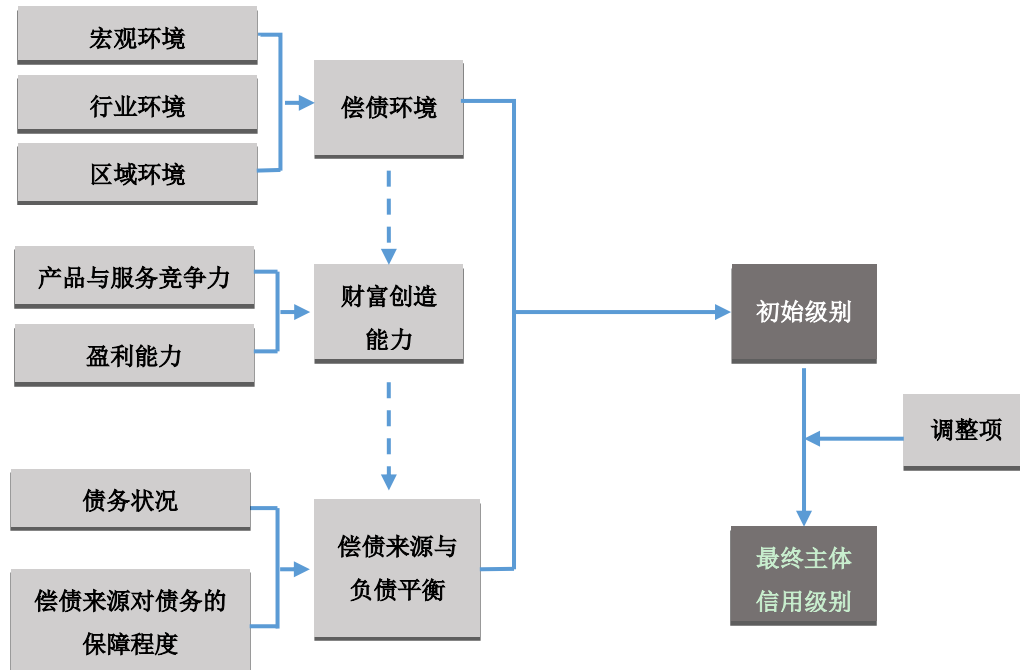 宏观环境
行业环境
区域环境
偿债环境
产品与服务竞争力
盈利能力
财富创造
能力
债务状况
偿债来源对债务的
保障程度
偿债来源与
负债平衡
初始级别
调整项
最终主体
信用级别